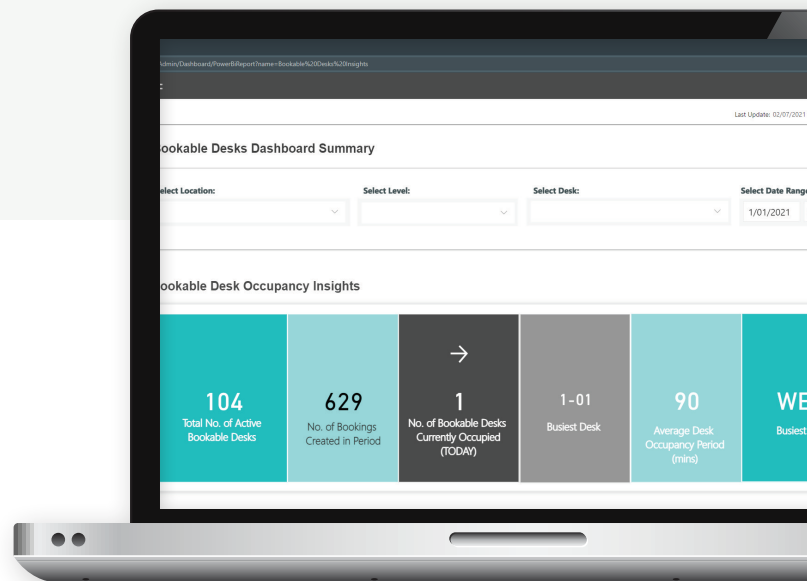 Admin/Dashboard/PowerBiReport?name=Bookable%20Desks%20Insights
Last Update: 02/07/2021
ookable Desks Dashboard Summary
elect Location:
Select Level:
Select Desk:
Select Date Range
1/01/2021
ookable Desk Occupancy Insights
104
Total No. of Active
Bookable Desks
629
No. of Bookings
Created in Period
1
No. of Bookable Desks
Currently Occupied
(TODAY)
1-01
Busiest Desk
90
Average Desk
Occupancy Period
(mins)
WE
Busiest